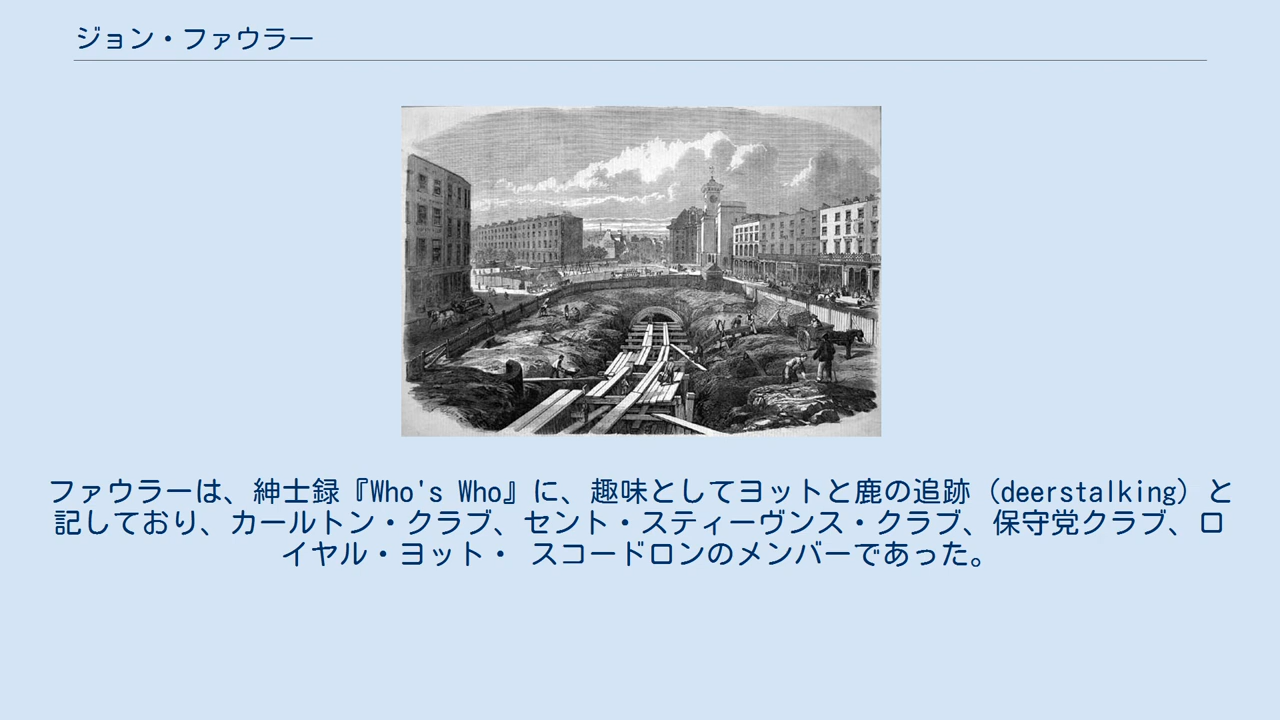 ジョン・ファウラー
ファウラーは、紳士録『Who's Who』に、趣味としてヨットと鹿の追跡（deerstalking）と
記しており、カールトン・クラブ、セント・スティーヴンス・クラブ、保守党クラブ、ロ
イヤル・ヨット・ スコードロンのメンバーであった。